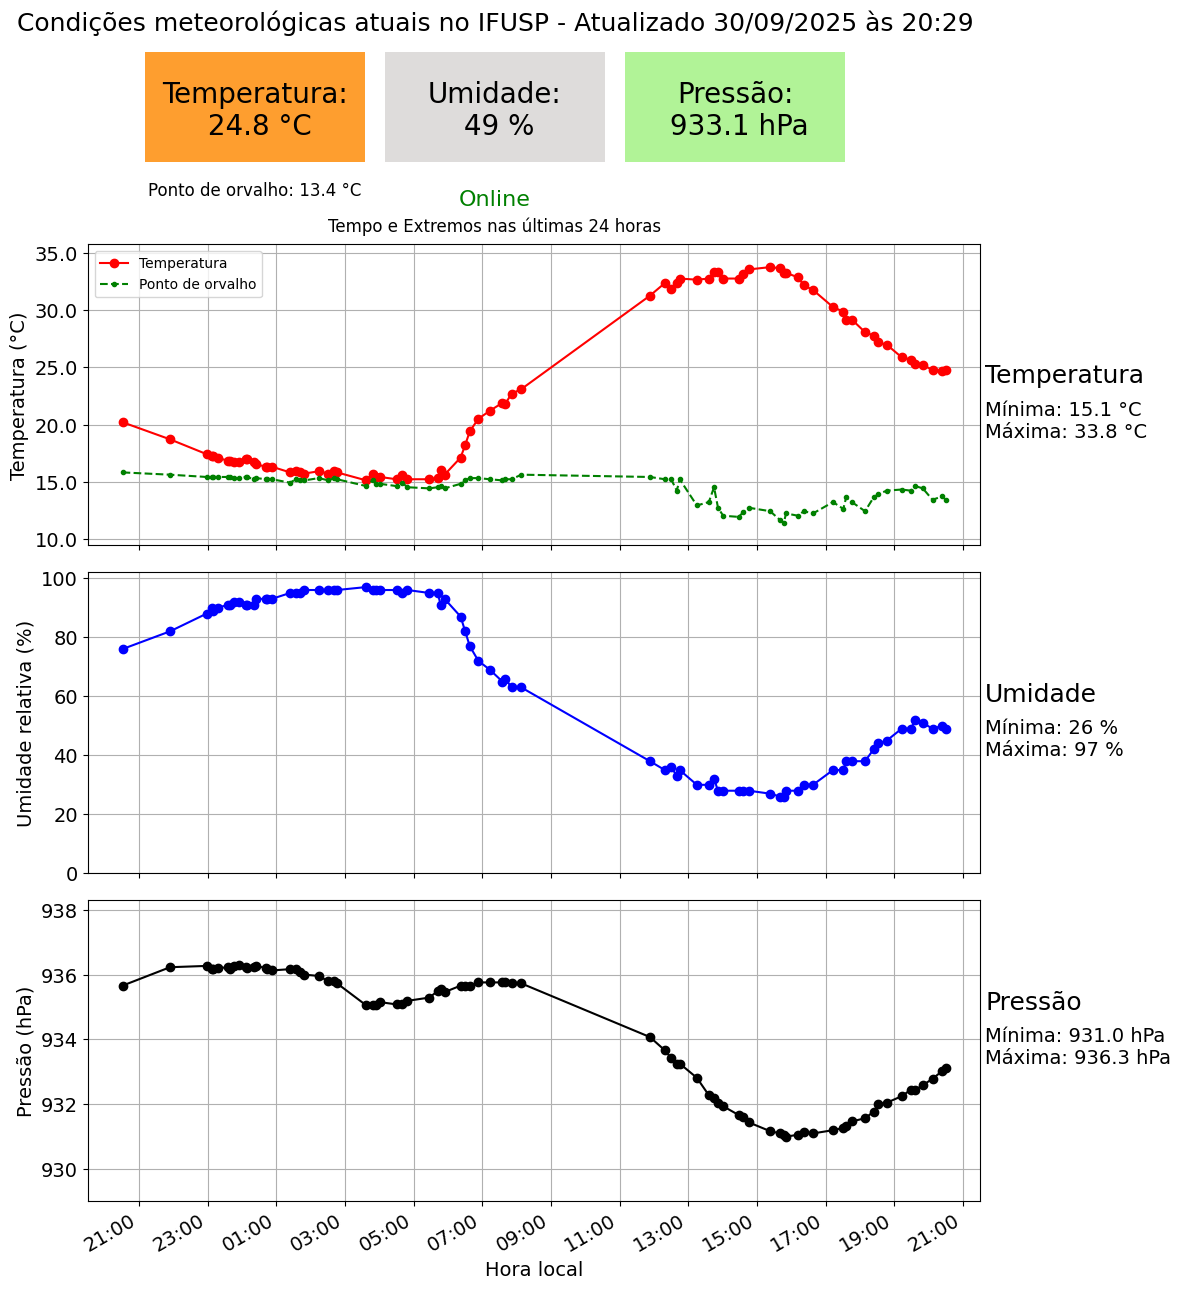 Condições meteorológicas atuais no IFUSP - Atualizado 30/09/2025 às 20:29
Temperatura:
24.8 °C
Umidade:
49 %
Pressão:
933.1 hPa
Ponto de orvalho: 13.4 °C
Online
Tempo e Extremos nas últimas 24 horas
Temperatura
Ponto de orvalho
Temperatura (°C)
35.0
30.0
25.0
20.0
15.0
10.0
Temperatura
Mínima: 15.1 °C
Máxima: 33.8 °C
Umidade relativa (%)
100
80
60
40
20
0
Umidade
Mínima: 26 %
Máxima: 97 %
Pressão (hPa)
938
936
934
932
930
Pressão
Mínima: 931.0 hPa
Máxima: 936.3 hPa
21:00 23:00 01:00 03:00 05:00 07:00 09:00 11:00 13:00 15:00 17:00 19:00 21:00
Hora local